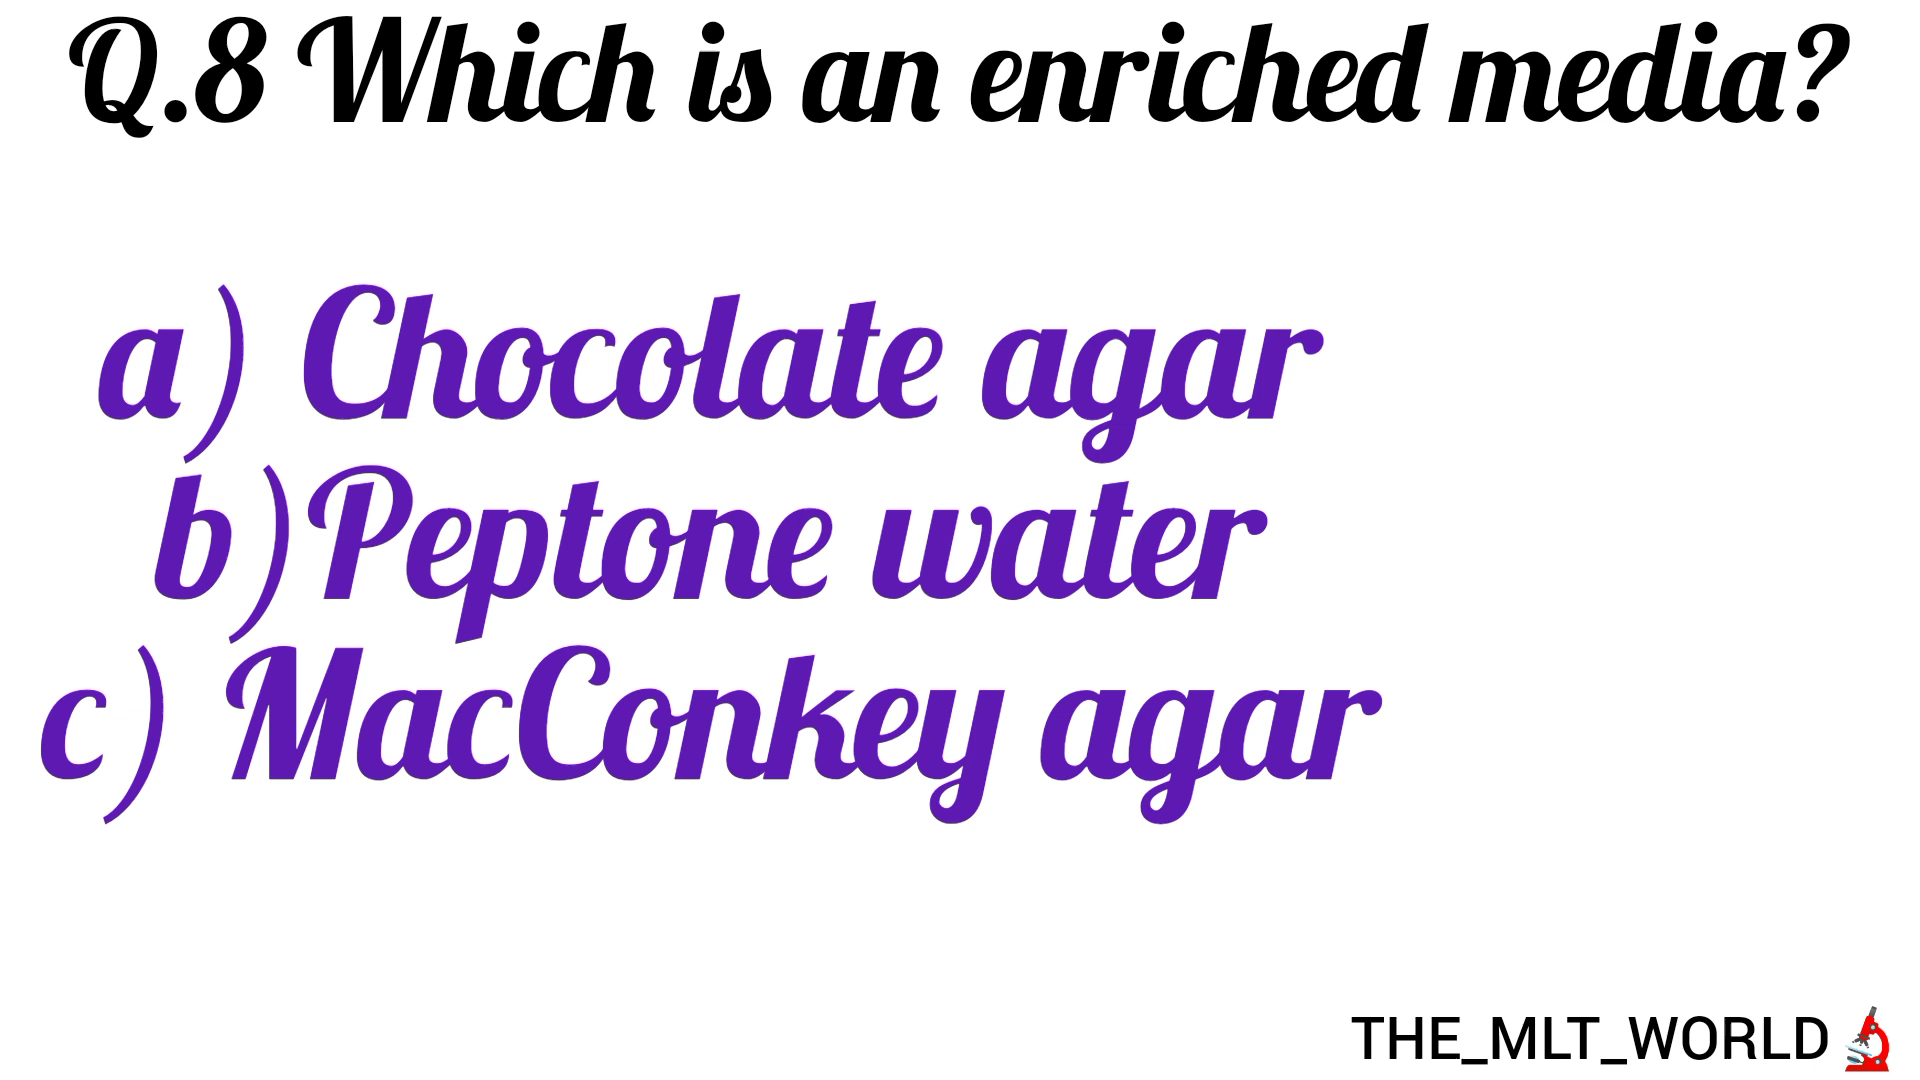 Q.8 Which is an enriched media?
a) Chocolate agar
b)Peptone water
c) MacConkey agar
THE_MLT_WORLD🔬